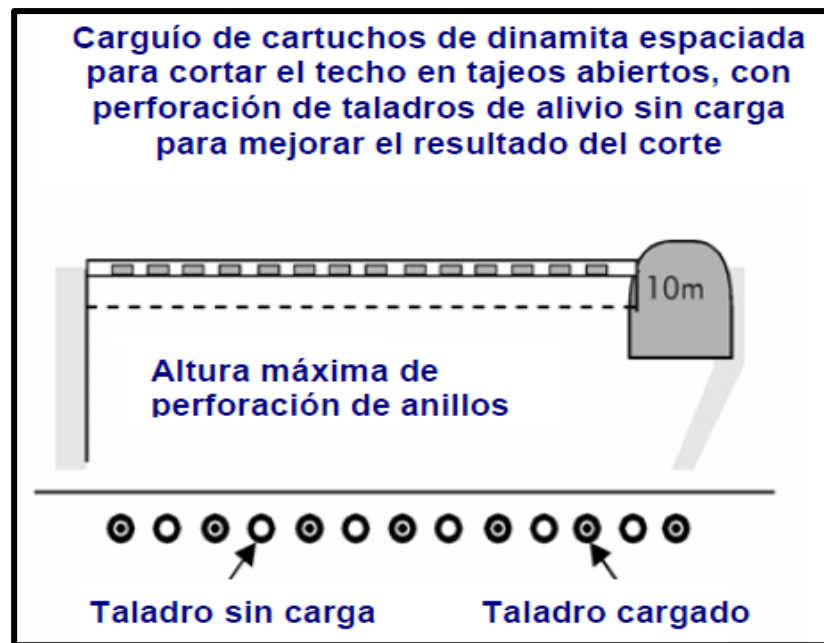 Carguío de cartuchos de dinamita espaciada
para cortar el techo en tajeos abiertos, con
perforación de taladros de alivio sin carga
para mejorar el resultado del corte
10m
Altura máxima de
perforación de anillos
Taladro sin carga
Taladro cargado